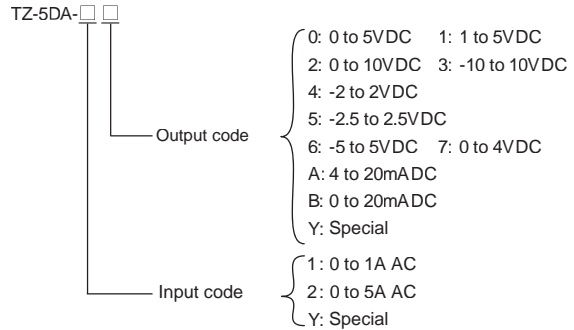 TZ-5DA-□ □
0: 0 to 5VDC 1: 1 to 5VDC
2: 0 to 10VDC 3: -10 to 10VDC
4: -2 to 2VDC
5: -2.5 to 2.5VDC
Output code
6: -5 to 5VDC 7: 0 to 4VDC
A: 4 to 20mADC
B: 0 to 20mADC
Y: Special
1: 0 to 1A AC
Input code
2: 0 to 5A AC
Y: Special